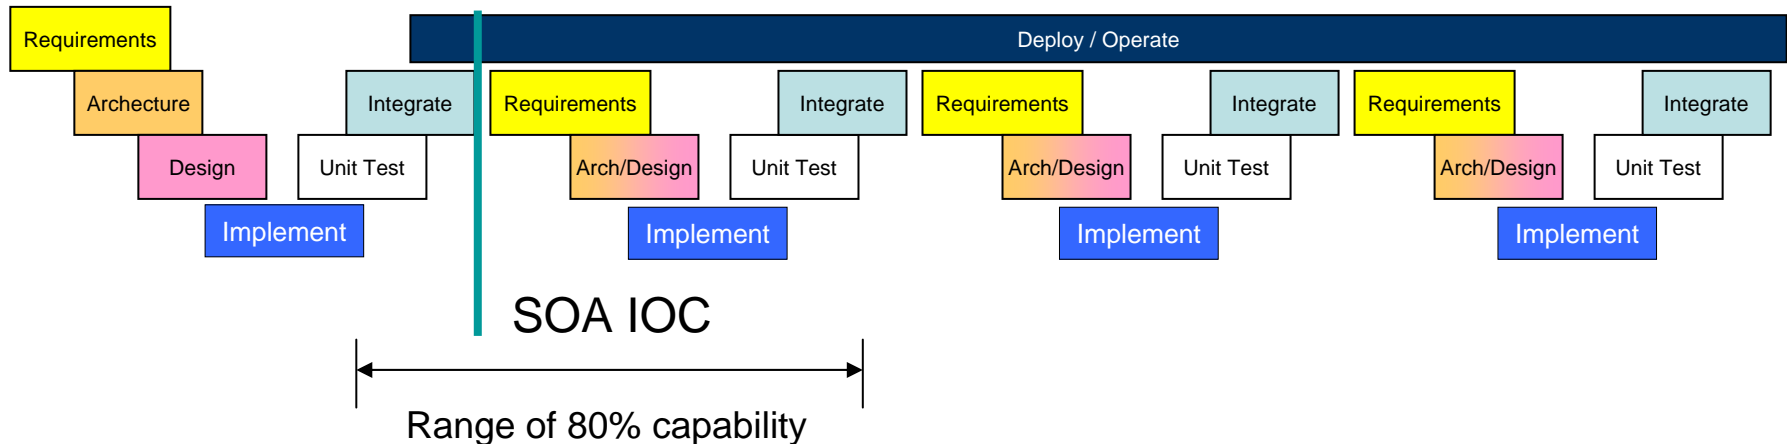 Requirements
Deploy / Operate
Archecture
Integrate
Requirements
Integrate
Requirements
Integrate
Requirements
Integrate
Design
Unit Test
Arch/Design
Unit Test
Arch/Design
Unit Test
Arch/Design
Unit Test
Implement
Implement
Implement
Implement
SOA IOC
Range of 80% capability